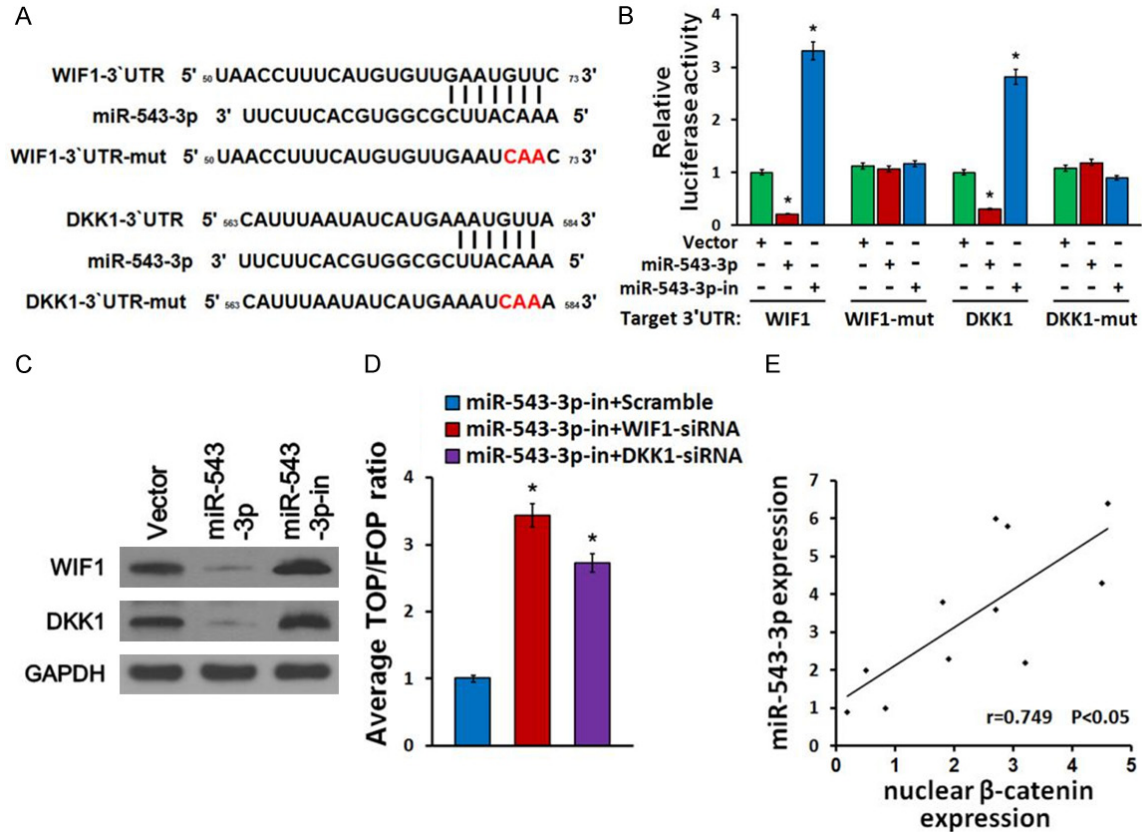 A
WIF1-3`UTR 5' 50 UAACCUUUCAUGUGUUGAAUGUUC 73 3'
miR-543-3p 3' UUCUUCACGUGGCGCUUACAAA 5'
WIF1-3`UTR-mut 5' 50 UAACCUUUCAUGUGUUGAAUCAAC 73 3'
DKK1-3`UTR 5' 563 CAUUUAAUAUCAUGAAAUGUUA 584 3'
miR-543-3p 3' UUCUUCACGUGGCGCUUACAAA 5'
DKK1-3`UTR-mut 5' 563 CAUUUAAUAUCAUGAAAUCAAA 584 3'
B
Relative
luciferase activity
4
3
2
1
0
* * * *
Vector + - - + - - + - - + - -
miR-543-3p - + - - + - - + - - + -
miR-543-3p-in - - + - - + - - + - - +
Target 3'UTR: WIF1 WIF1-mut DKK1 DKK1-mut
C
Vector
miR-543
-3p
miR-543
-3p-in
WIF1
DKK1
GAPDH
D
miR-543-3p-in+Scramble
miR-543-3p-in+WIF1-siRNA
miR-543-3p-in+DKK1-siRNA
Average TOP/FOP ratio
4
3
2
1
0
* *
E
miR-543-3p expression
7
6
5
4
3
2
1
0
r=0.749 P<0.05
0 1 2 3 4 5
nuclear β-catenin
expression